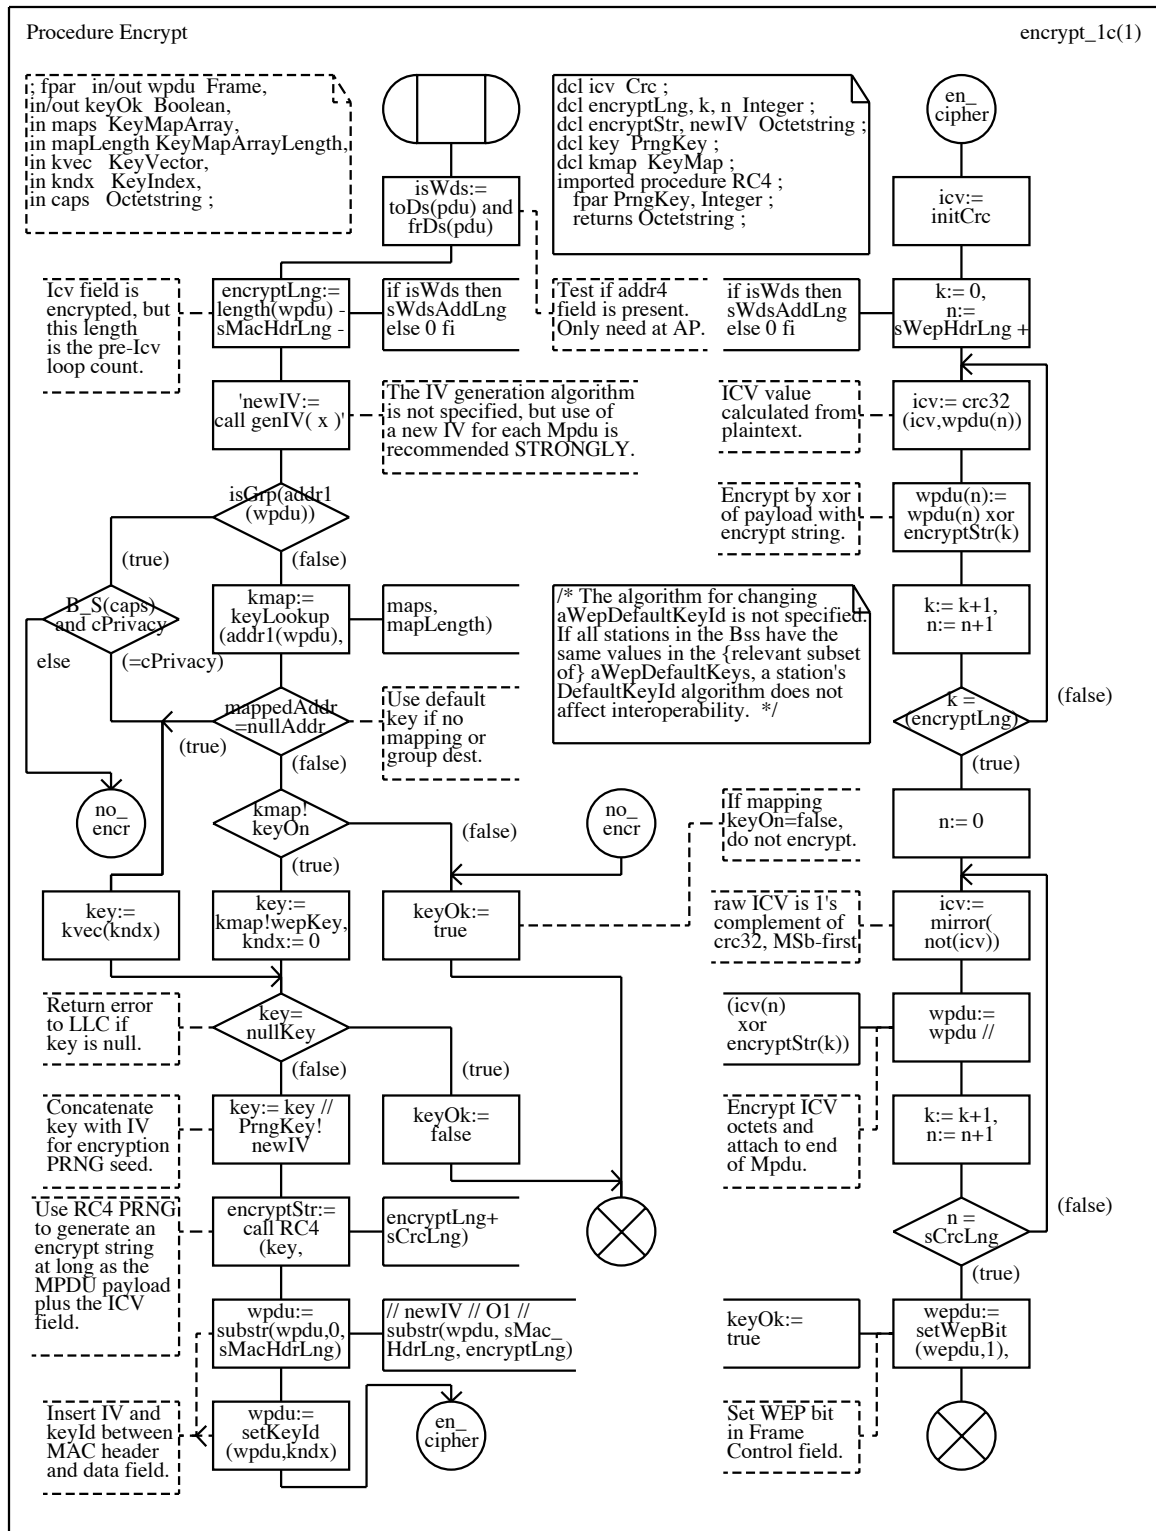 Procedure Encrypt
encrypt_1c(1)
; fpar   in/out wpdu  Frame,
in/out keyOk  Boolean,
in maps  KeyMapArray,
in mapLength KeyMapArrayLength,
in kvec   KeyVector,
in kndx   KeyIndex,
in caps   Octetstring ;
dcl icv  Crc ;
dcl encryptLng, k, n  Integer ;
dcl encryptStr, newIV  Octetstring ;
dcl key  PrngKey ;
dcl kmap  KeyMap ;
imported procedure RC4 ;
fpar PrngKey, Integer ;
returns Octetstring ;
isWds:=
toDs(pdu) and
frDs(pdu)
Icv field is
encrypted, but
this length
is the pre-Icv
loop count.
encryptLng:=
length(wpdu) -
sMacHdrLng -
if isWds then
sWdsAddLng
else 0 fi
Test if addr4
field is present.
Only need at AP.
'newIV:=
call genIV( x )'
The IV generation algorithm
is not specified, but use of
a new IV for each Mpdu is
recommended STRONGLY.
isGrp(addr1
(wpdu))
(true)
(false)
B_S(caps)
and cPrivacy
else
(=cPrivacy)
kmap:=
keyLookup
(addr1(wpdu),
maps,
mapLength)
/* The algorithm for changing
aWepDefaultKeyId is not specified.
If all stations in the Bss have the
same values in the {relevant subset
of} aWepDefaultKeys, a station's
DefaultKeyId algorithm does not
affect interoperability.  */
mappedAddr
=nullAddr
(true)
(false)
Use default
key if no
mapping or
group dest.
no_
encr
kmap!
keyOn
(false)
(true)
no_
encr
If mapping
keyOn=false,
do not encrypt.
key:=
kvec(kndx)
key:=
kmap!wepKey,
kndx:= 0
keyOk:=
true
Return error
to LLC if
key is null.
key=
nullKey
(false)
(true)
Concatenate
key with IV
for encryption
PRNG seed.
key:= key //
PrngKey!
newIV
keyOk:=
false
Use RC4 PRNG
to generate an
encrypt string
at long as the
MPDU payload
plus the ICV
field.
encryptStr:=
call RC4
(key,
encryptLng+
sCrcLng)
wpdu:=
substr(wpdu,0,
sMacHdrLng)
// newIV // O1 //
substr(wpdu, sMac_
HdrLng, encryptLng)
Insert IV and
keyId between
MAC header
and data field.
wpdu:=
setKeyId
(wpdu,kndx)
en_
cipher
en_
cipher
icv:=
initCrc
if isWds then
sWdsAddLng
else 0 fi
k:= 0,
n:=
sWepHdrLng +
ICV value
calculated from
plaintext.
icv:= crc32
(icv,wpdu(n))
Encrypt by xor
of payload with
encrypt string.
wpdu(n):=
wpdu(n) xor
encryptStr(k)
k:= k+1,
n:= n+1
k =
(encryptLng)
(false)
(true)
n:= 0
raw ICV is 1's
complement of
crc32, MSb-first
icv:=
mirror(
not(icv))
(icv(n)
xor
encryptStr(k))
wpdu:=
wpdu //
Encrypt ICV
octets and
attach to end
of Mpdu.
k:= k+1,
n:= n+1
n =
sCrcLng
(false)
(true)
keyOk:=
true
wepdu:=
setWepBit
(wepdu,1),
Set WEP bit
in Frame
Control field.